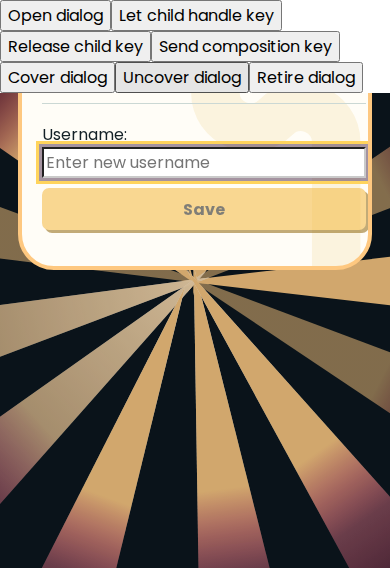 Open dialog Let child handle key
Release child key Send composition key
Cover dialog Uncover dialog Retire dialog
Username:
Enter new username
Save